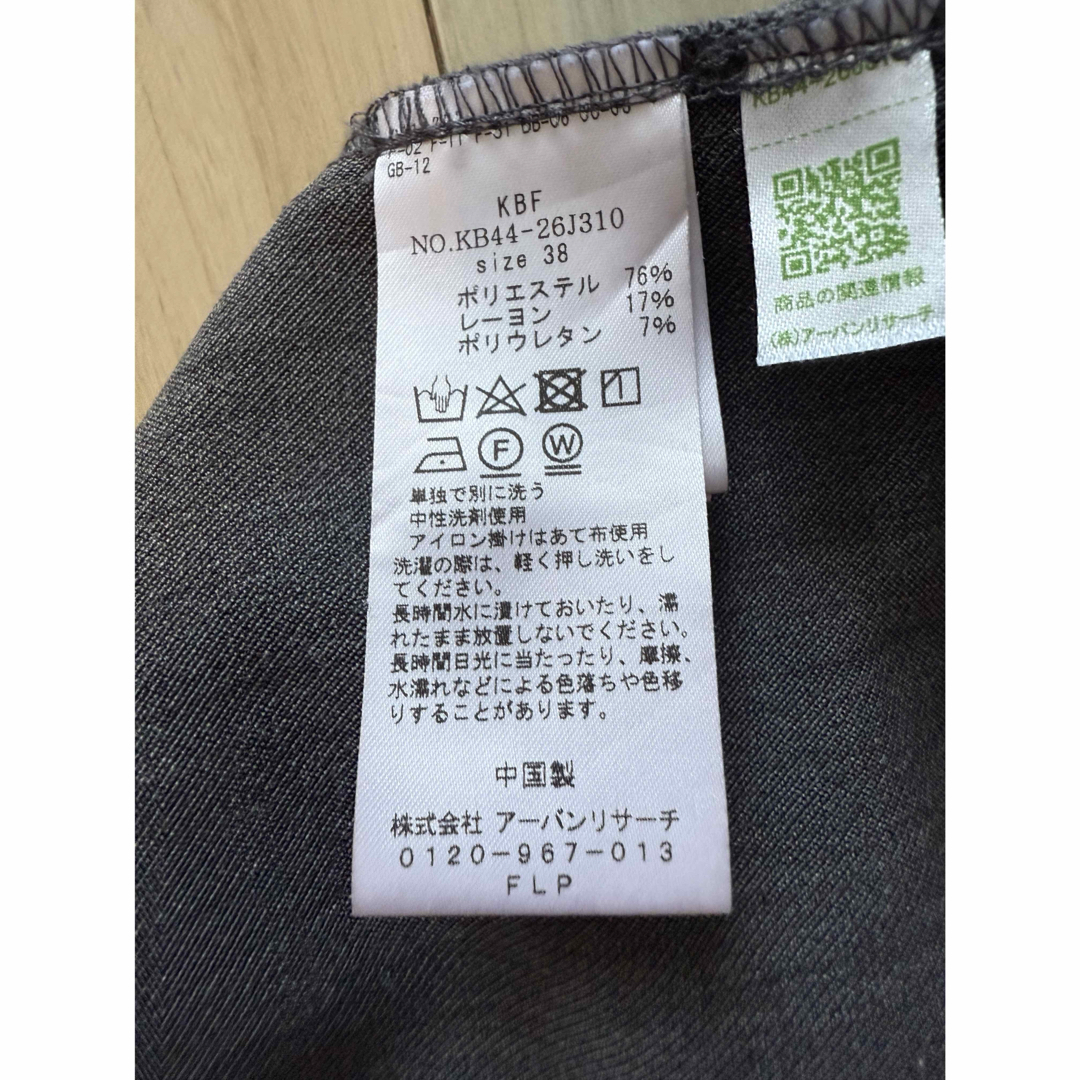 GB-12
KBF
NO.KB44-26J310
size 38
ポリエステル 76%
レーヨン 17%
ポリウレタン 7%
F
W
単独で別に洗う
中性洗剤使用
アイロン掛けはあて布使用
洗濯の際は、軽く押し洗いをし
てください。
長時間水に漬けておいたり、濡
れたまま放置しないでください。
長時間日光に当たったり、摩擦、
水濡れなどによる色落ちや色移
りすることがあります。
中国製
株式会社 アーバンリサーチ
0120-967-013
FLP
商品の関連情報
(株)アーバンリサーチ